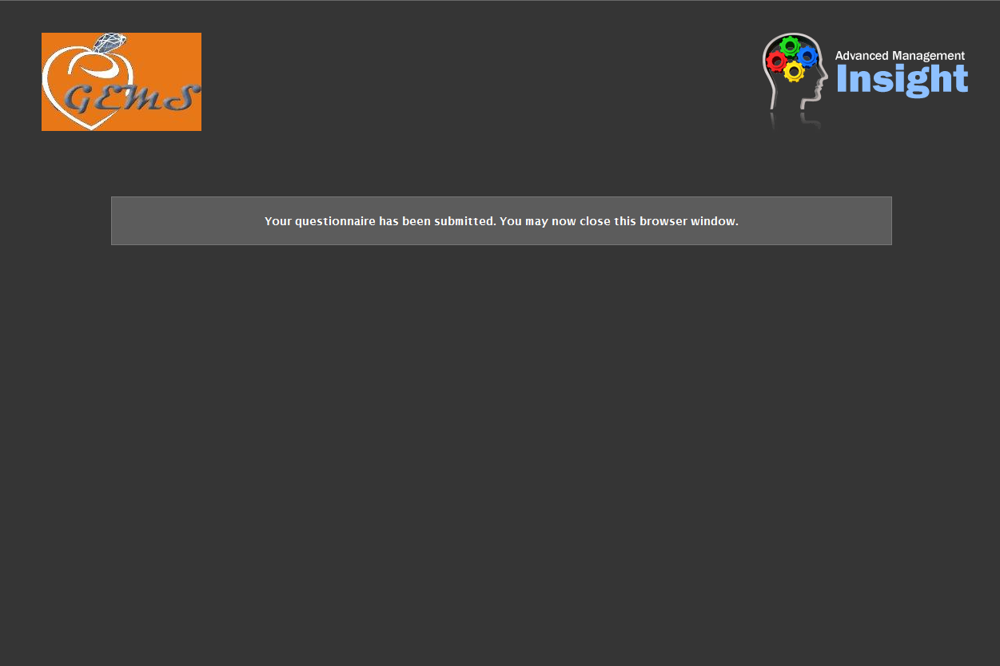 GEMS
Advanced Management
Insight
Your questionnaire has been submitted. You may now close this browser window.